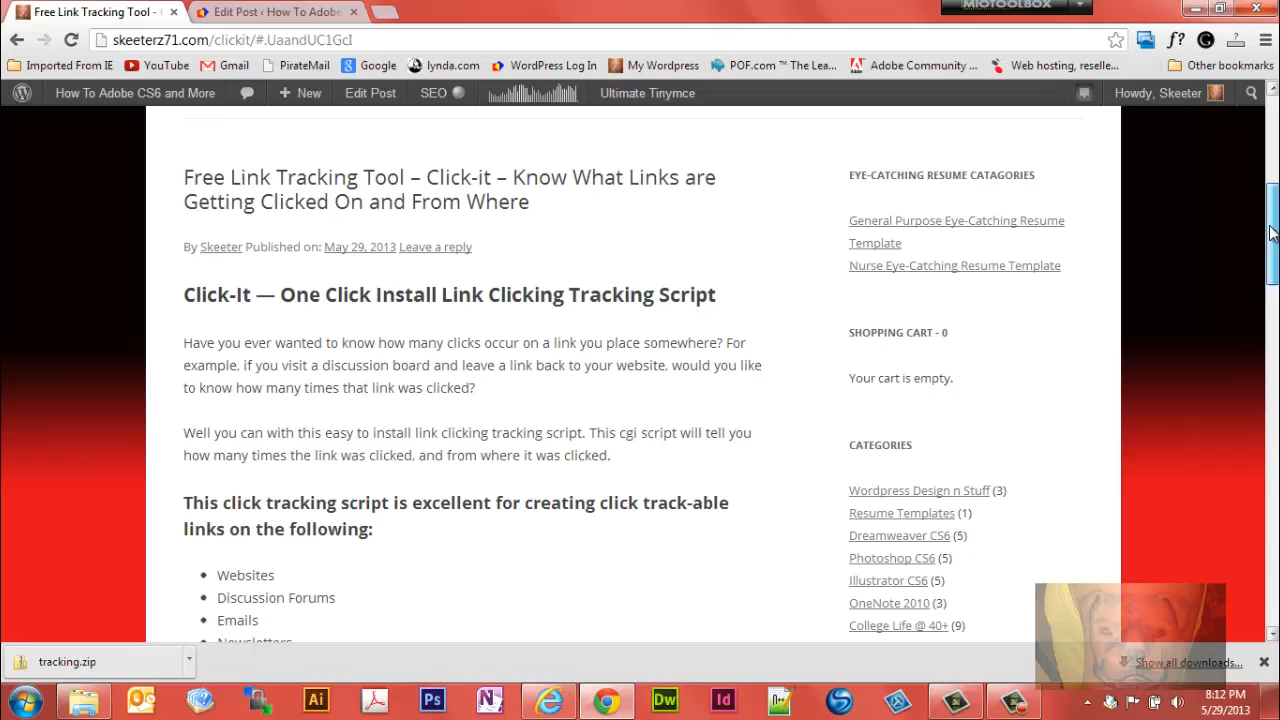 MIOTOOLBOX
Free Link Tracking Tool - C × Edit Post ‹ How To Adobe ×
skeeterz71.com/clickit/#.UaandUC1GcI
Imported From IE YouTube Gmail PirateMail Google lynda.com WordPress Log In My Wordpress POF.com ™ The Lea... Adobe Community ... Web hosting, reselle... Other bookmarks
How To Adobe CS6 and More + New Edit Post SEO Ultimate Tinymce Howdy, Skeeter
Free Link Tracking Tool – Click-it – Know What Links are
Getting Clicked On and From Where
By Skeeter Published on: May 29, 2013 Leave a reply
Click-It — One Click Install Link Clicking Tracking Script
Have you ever wanted to know how many clicks occur on a link you place somewhere? For
example, if you visit a discussion board and leave a link back to your website, would you like
to know how many times that link was clicked?
Well you can with this easy to install link clicking tracking script. This cgi script will tell you
how many times the link was clicked, and from where it was clicked.
This click tracking script is excellent for creating click track-able
links on the following:
• Websites
• Discussion Forums
• Emails
• Newsletters
EYE-CATCHING RESUME CATAGORIES
General Purpose Eye-Catching Resume
Template
Nurse Eye-Catching Resume Template
SHOPPING CART - 0
Your cart is empty.
CATEGORIES
Wordpress Design n Stuff (3)
Resume Templates (1)
Dreamweaver CS6 (5)
Photoshop CS6 (5)
Illustrator CS6 (5)
OneNote 2010 (3)
College Life @ 40+ (9)
tracking.zip
Show all downloads...
Ai Ps N Dw Id
8:12 PM
5/29/2013